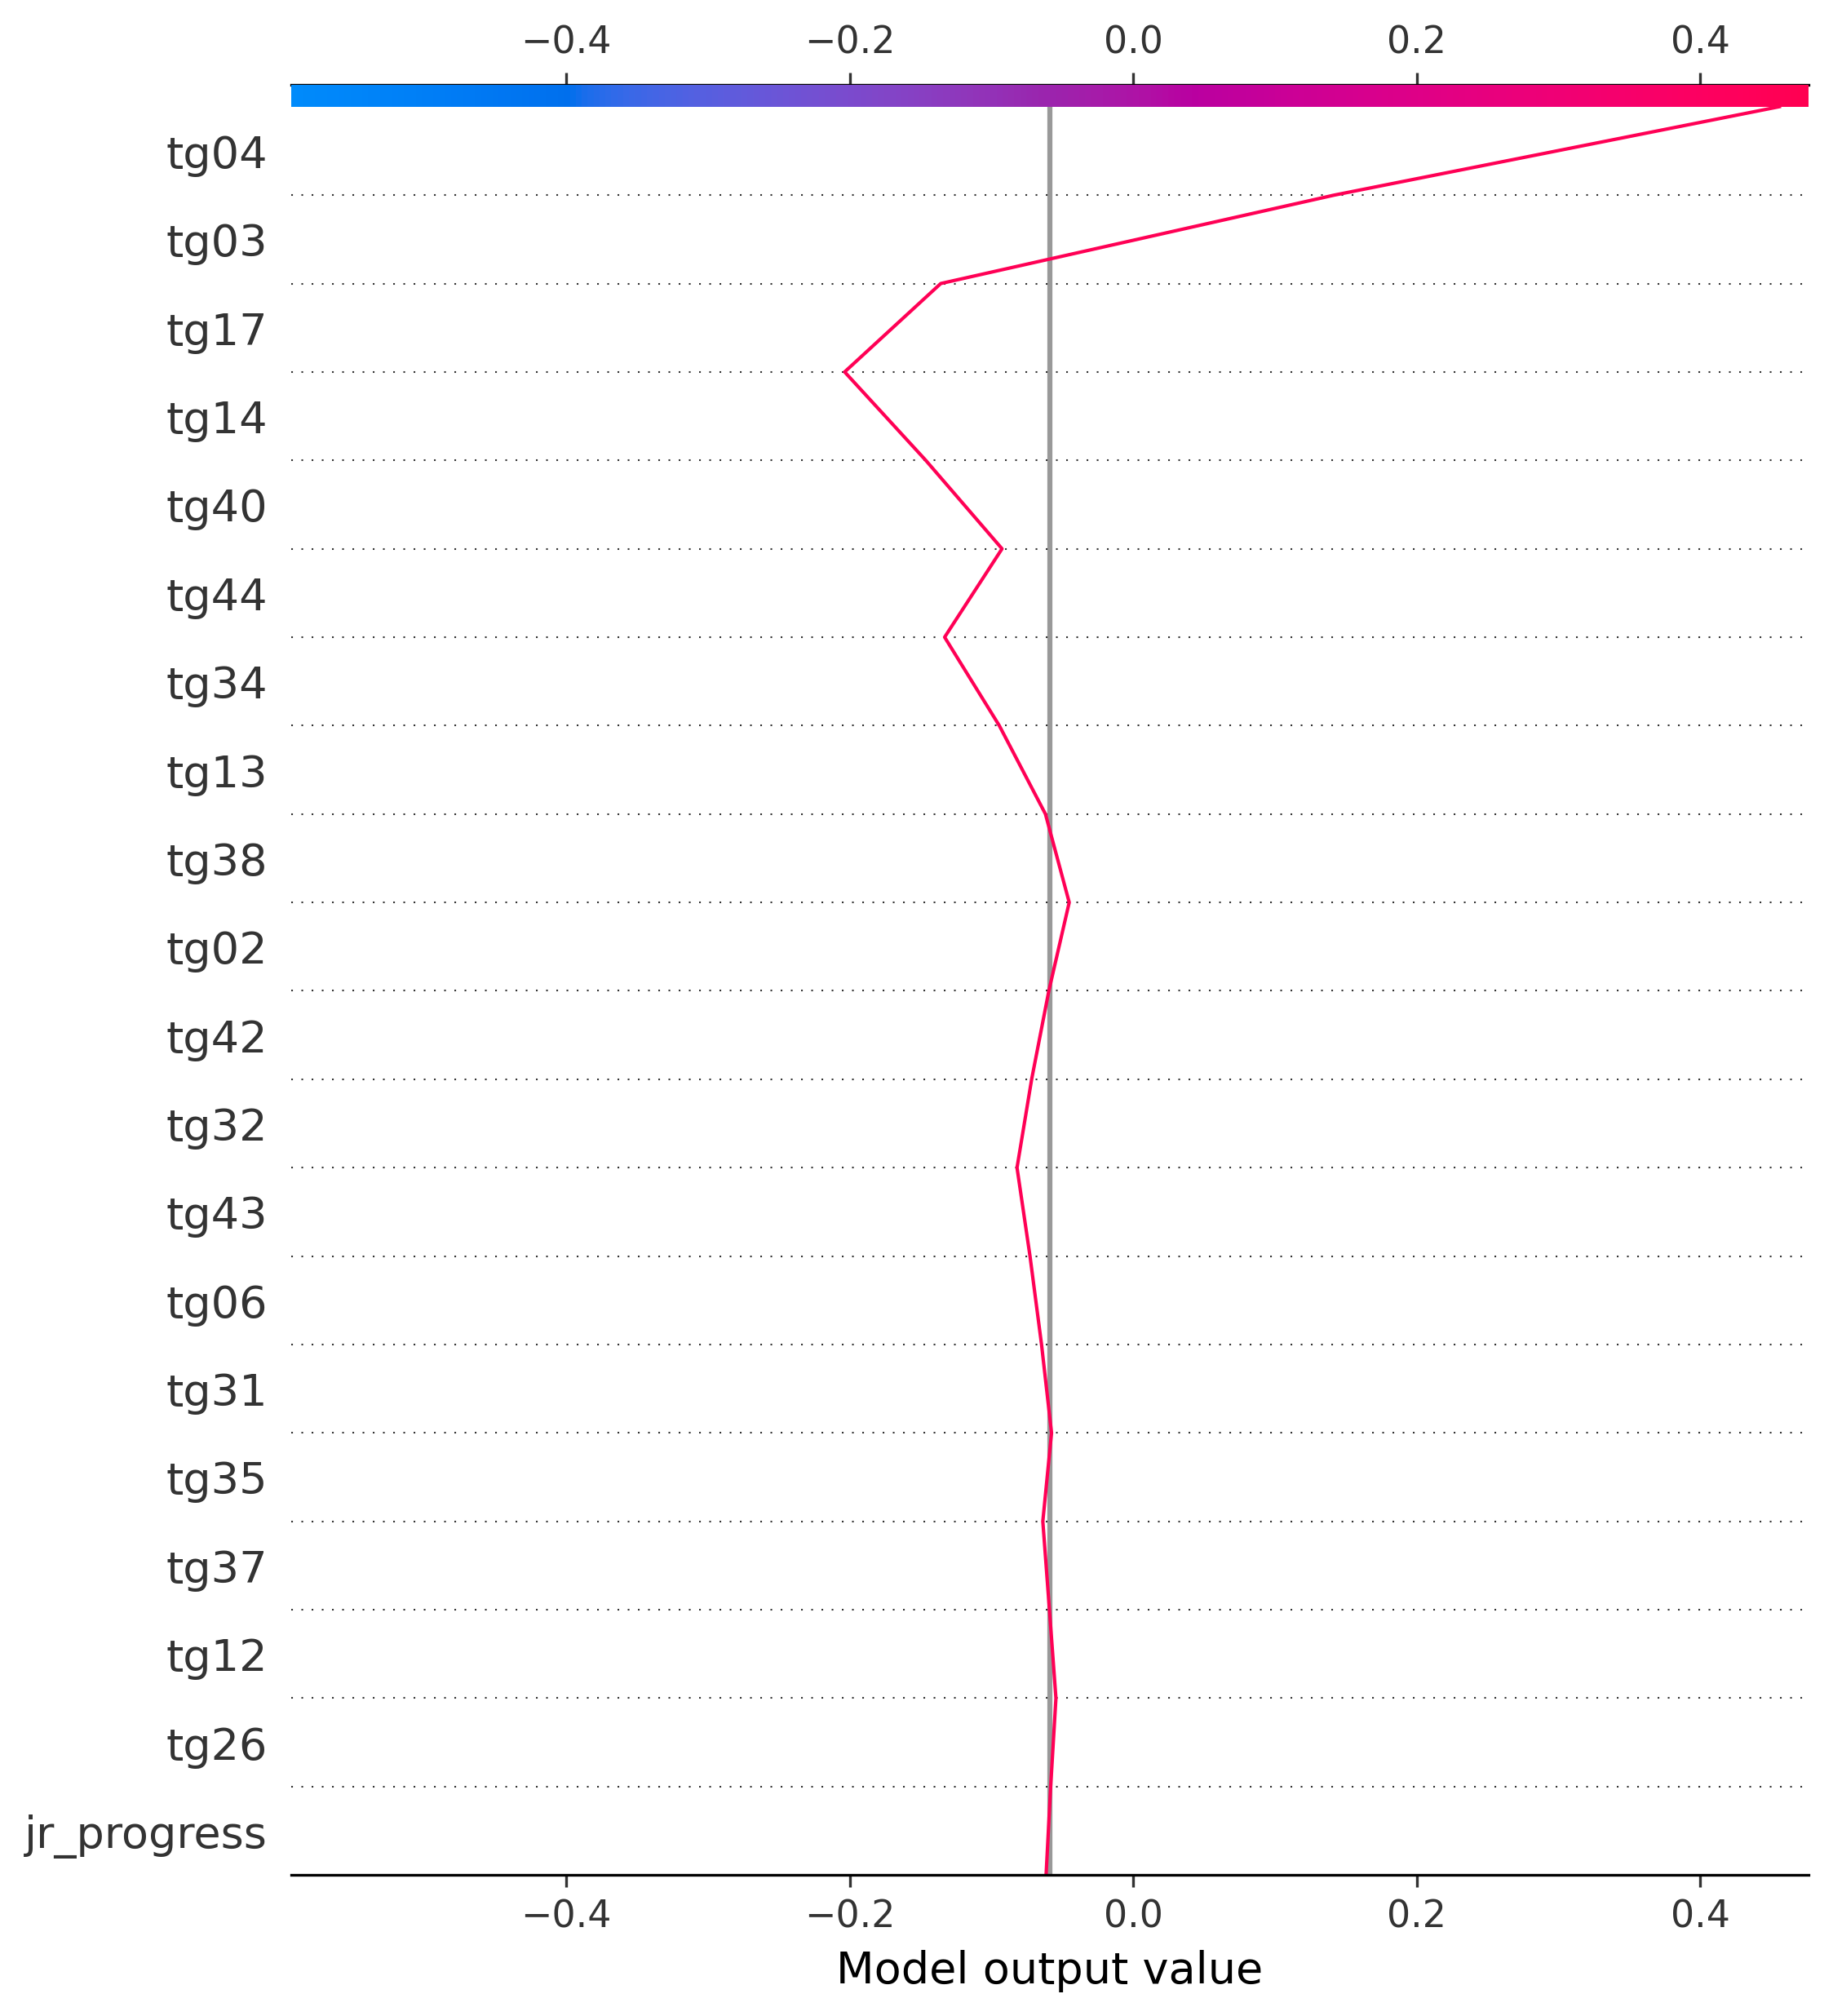 −0.4 −0.2 0.0 0.2 0.4
tg04
tg03
tg17
tg14
tg40
tg44
tg34
tg13
tg38
tg02
tg42
tg32
tg43
tg06
tg31
tg35
tg37
tg12
tg26
jr_progress
−0.4 −0.2 0.0 0.2 0.4
Model output value